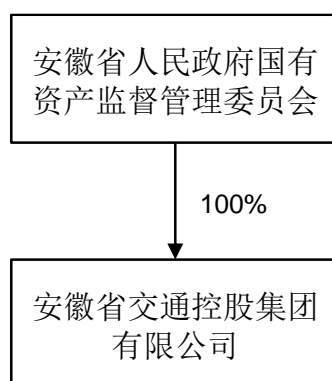 安徽省人民政府国有
资产监督管理委员会
100%
安徽省交通控股集团
有限公司